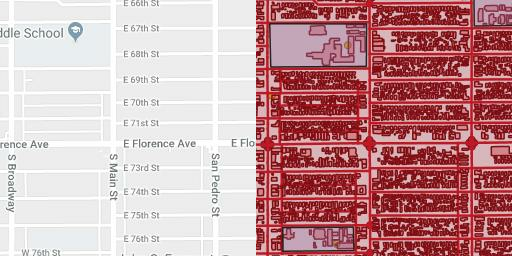 E 66th St
E 67th St
ddle School
E 68th St
E 69th St
E 70th St
E 71st St
rence Ave
E Florence Ave
E Flo
S Broadway
S Main St
San Pedro St
E 73rd St
E 74th St
E 75th St
E 76th St
W 76th St